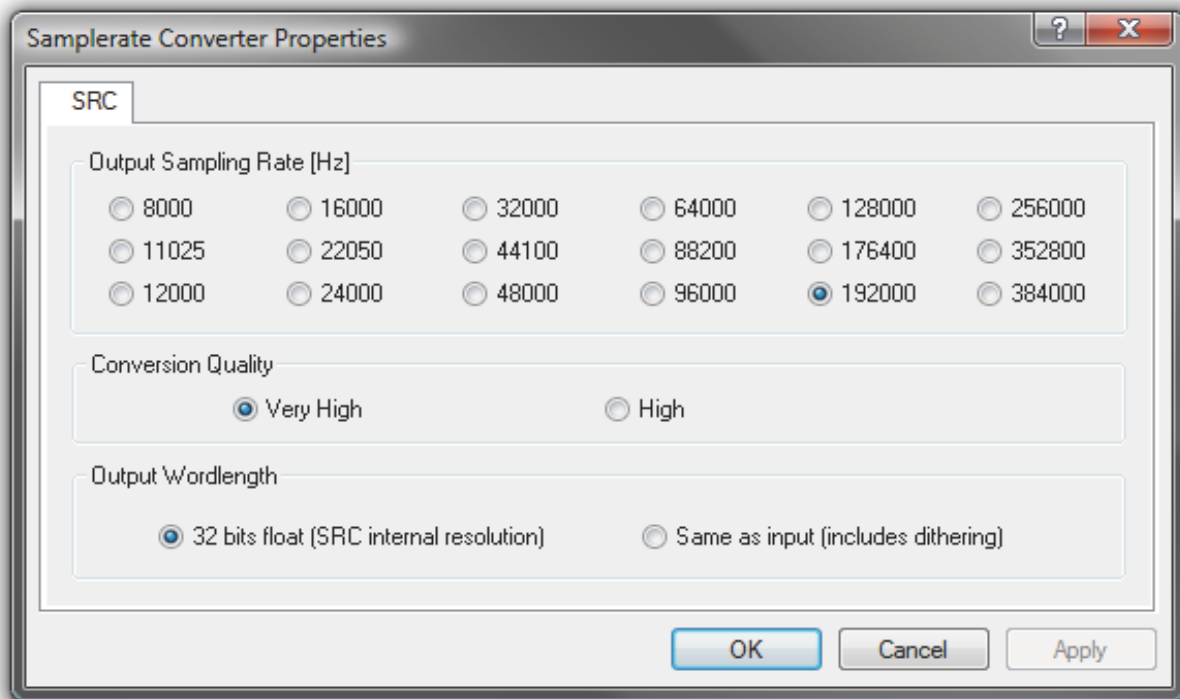 Samplerate Converter Properties
?
X
SRC
Output Sampling Rate [Hz]
8000 16000 32000 64000 128000 256000
11025 22050 44100 88200 176400 352800
12000 24000 48000 96000 192000 384000
Conversion Quality
Very High High
Output Wordlength
32 bits float (SRC internal resolution) Same as input (includes dithering)
OK Cancel Apply